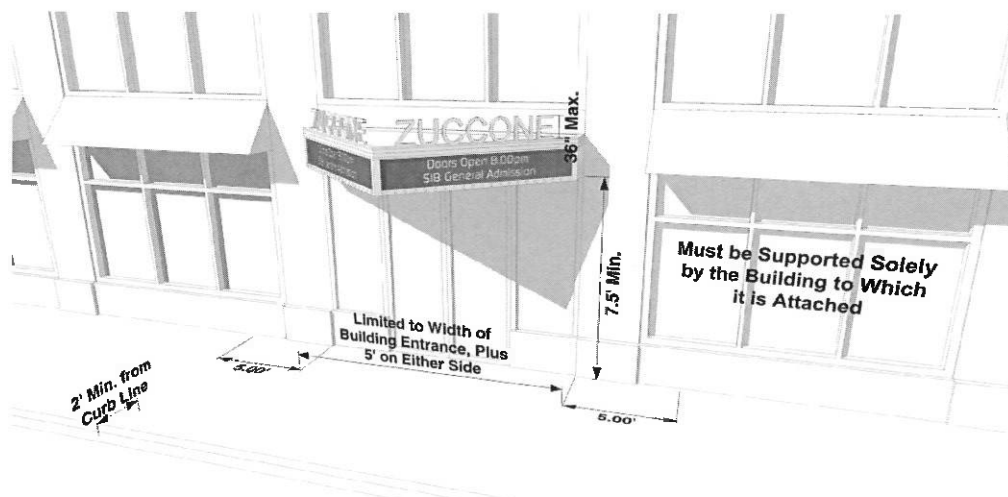 ZUCCONE
36" Max.
Doors Open 8.00pm
$18 General Admission
7.5' Min.
Must be Supported Solely
by the Building to Which
it is Attached
Limited to Width of
Building Entrance, Plus
5' on Either Side
5.00'
2' Min. from
Curb Line
5.00'